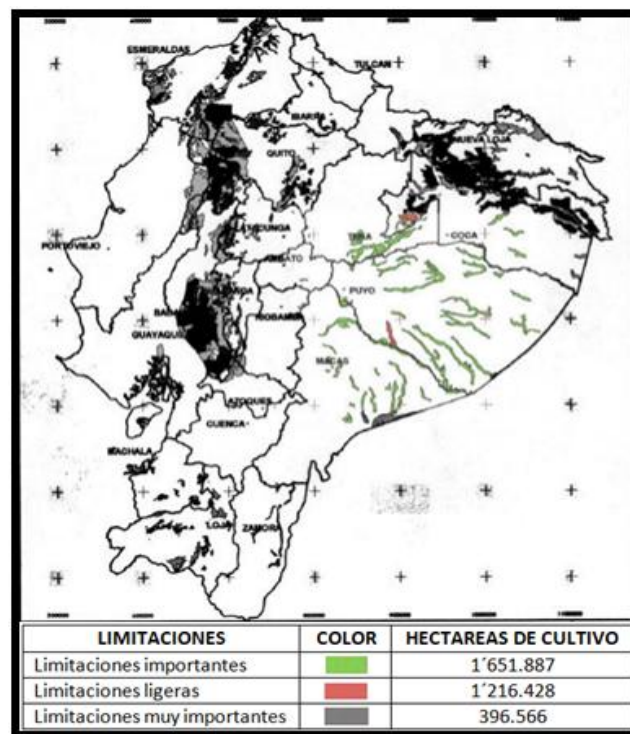 ESMERALDAS
TULCAN
IBARRA
NUEVA LOJA
QUITO
LATACUNGA
TENA
COCA
PORTOVIEJO
AMBATO
PUYO
RIOBAMBA
GUAYAQUIL
MACAS
AZOGUES
CUENCA
MACHALA
LOJA
ZAMORA
LIMITACIONES COLOR HECTAREAS DE CULTIVO
Limitaciones importantes 1´651.887
Limitaciones ligeras 1´216.428
Limitaciones muy importantes 396.566